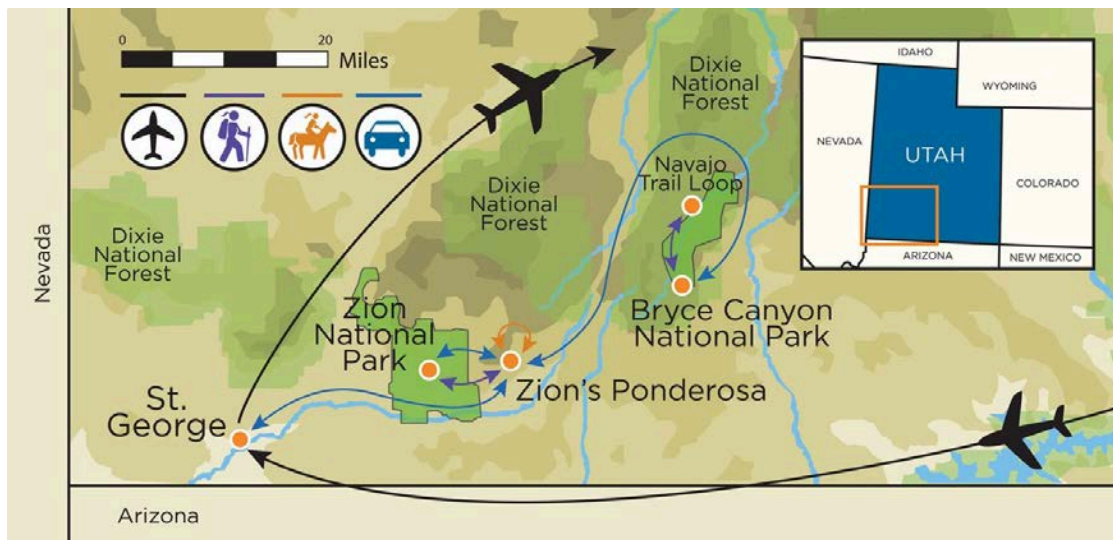 0
20
Miles
Dixie
National
Forest
Navajo
Trail Loop
Dixie
National
Forest
Dixie
National
Forest
Nevada
Zion
National
Park
Bryce Canyon
National Park
Zion's Ponderosa
St.
George
Arizona
IDAHO
WYOMING
NEVADA
UTAH
COLORADO
ARIZONA
NEW MEXICO